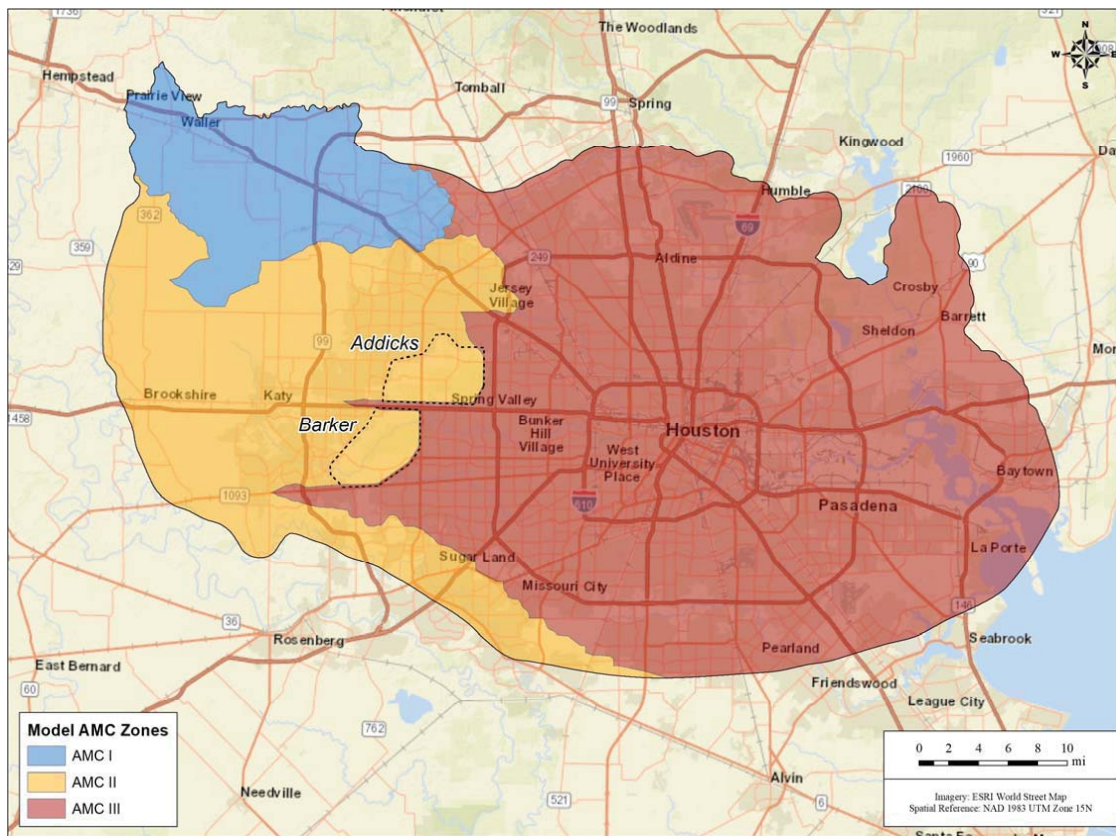 1736
The Woodlands
N
W
E
S
Hempstead
Prairie View
Tomball
99
Spring
Waller
Kingwood
1960
Humble
2100
362
69
359
249
Aldine
90
Jersey
Village
Crosby
Barrett
Sheldon
99
Addicks
Brookshire
Katy
Spring Valley
1458
Barker
Bunker
Hill
Village
Houston
West
University
Place
Baytown
1093
610
Pasadena
La Porte
Sugar Land
Missouri City
146
36
Rosenberg
Seabrook
Pearland
East Bernard
Friendswood
60
League City
762
Model AMC Zones
AMC I
AMC II
AMC III
0 2 4 6 8 10
mi
Alvin
Needville
521
6
Imagery: ESRI World Street Map
Spatial Reference: NAD 1983 UTM Zone 15N